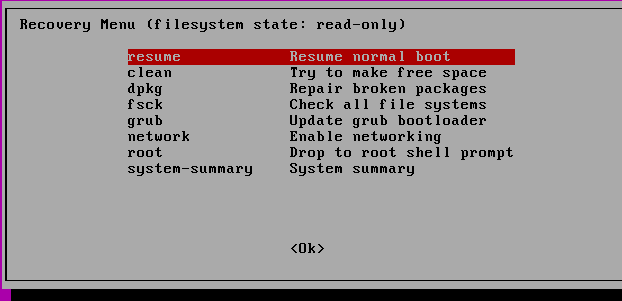 Recovery Menu (filesystem state: read-only)
resume Resume normal boot
clean Try to make free space
dpkg Repair broken packages
fsck Check all file systems
grub Update grub bootloader
network Enable networking
root Drop to root shell prompt
system-summary System summary
<Ok>